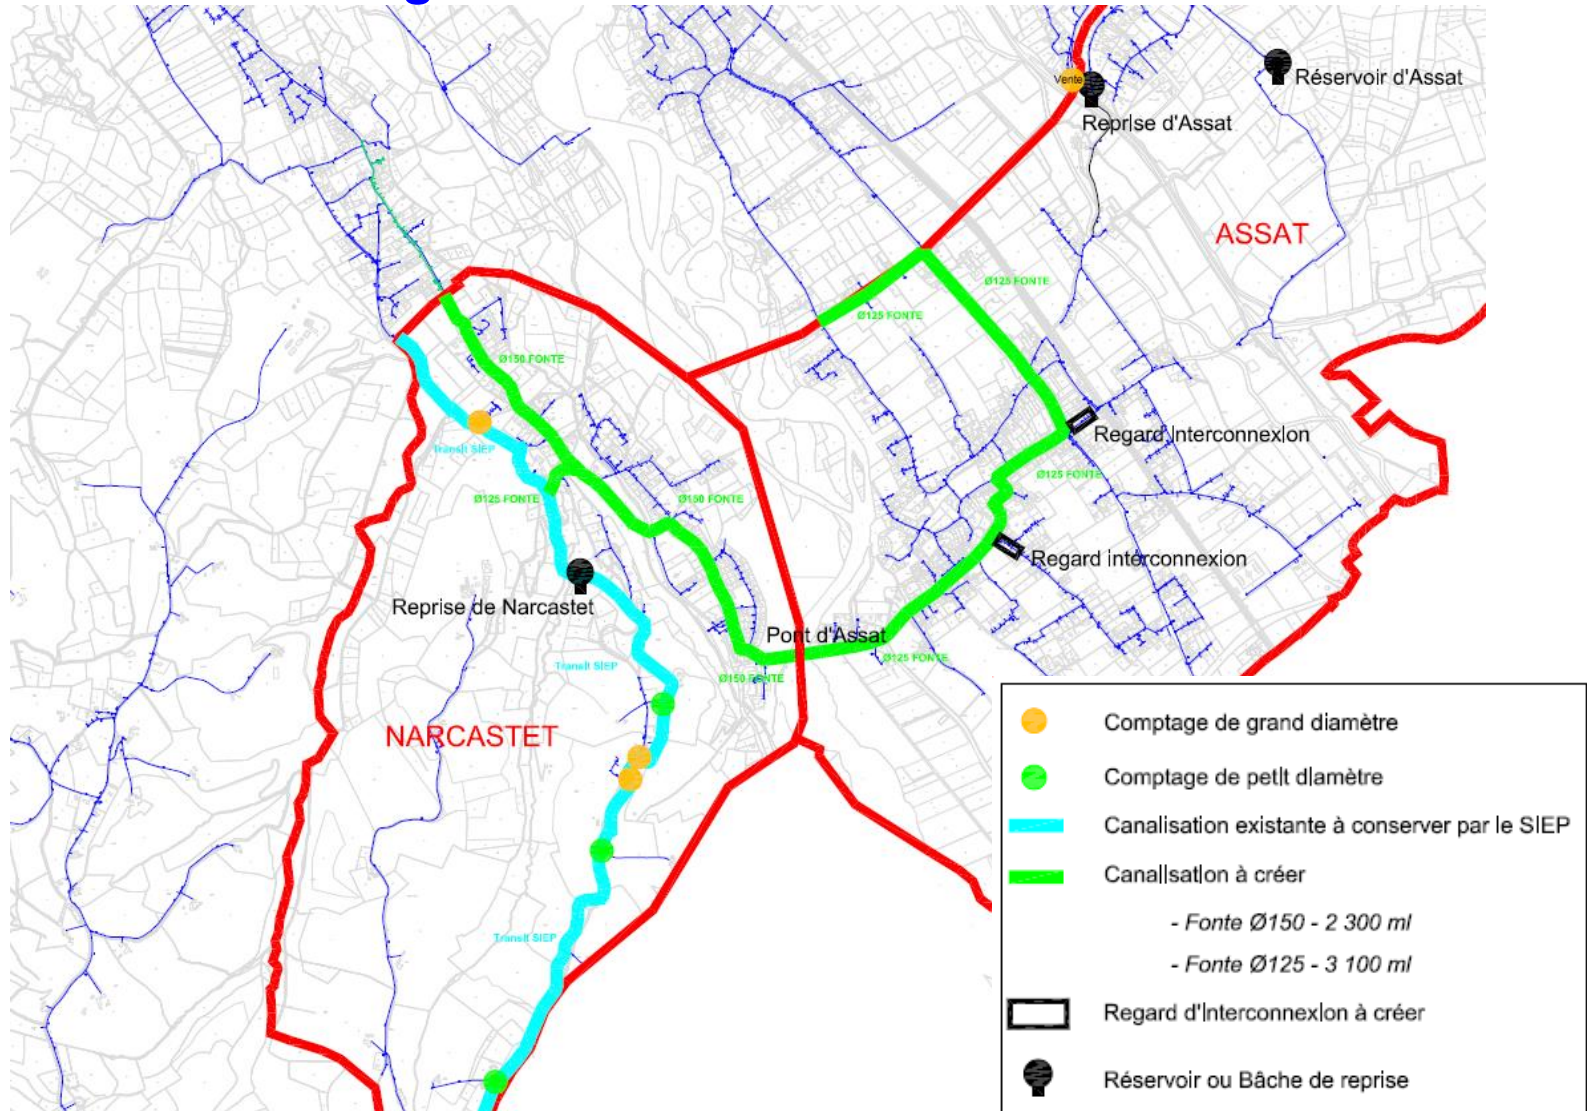 Vente
Réservoir d'Assat
Reprise d'Assat
ASSAT
Ø125 FONTE
Ø125 FONTE
Ø150 FONTE
Regard Interconnexion
Transit SIEP
Ø125 FONTE
Ø125 FONTE
Ø150 FONTE
Regard interconnexion
Reprise de Narcastet
Pont d'Assat
Ø125 FONTE
Transit SIEP
Ø150 FONTE
NARCASTET
Transit SIEP
Comptage de grand diamètre
Comptage de petit diamètre
Canalisation existante à conserver par le SIEP
Canalisation à créer
- Fonte Ø150 - 2 300 ml
- Fonte Ø125 - 3 100 ml
Regard d'Interconnexion à créer
Réservoir ou Bâche de reprise